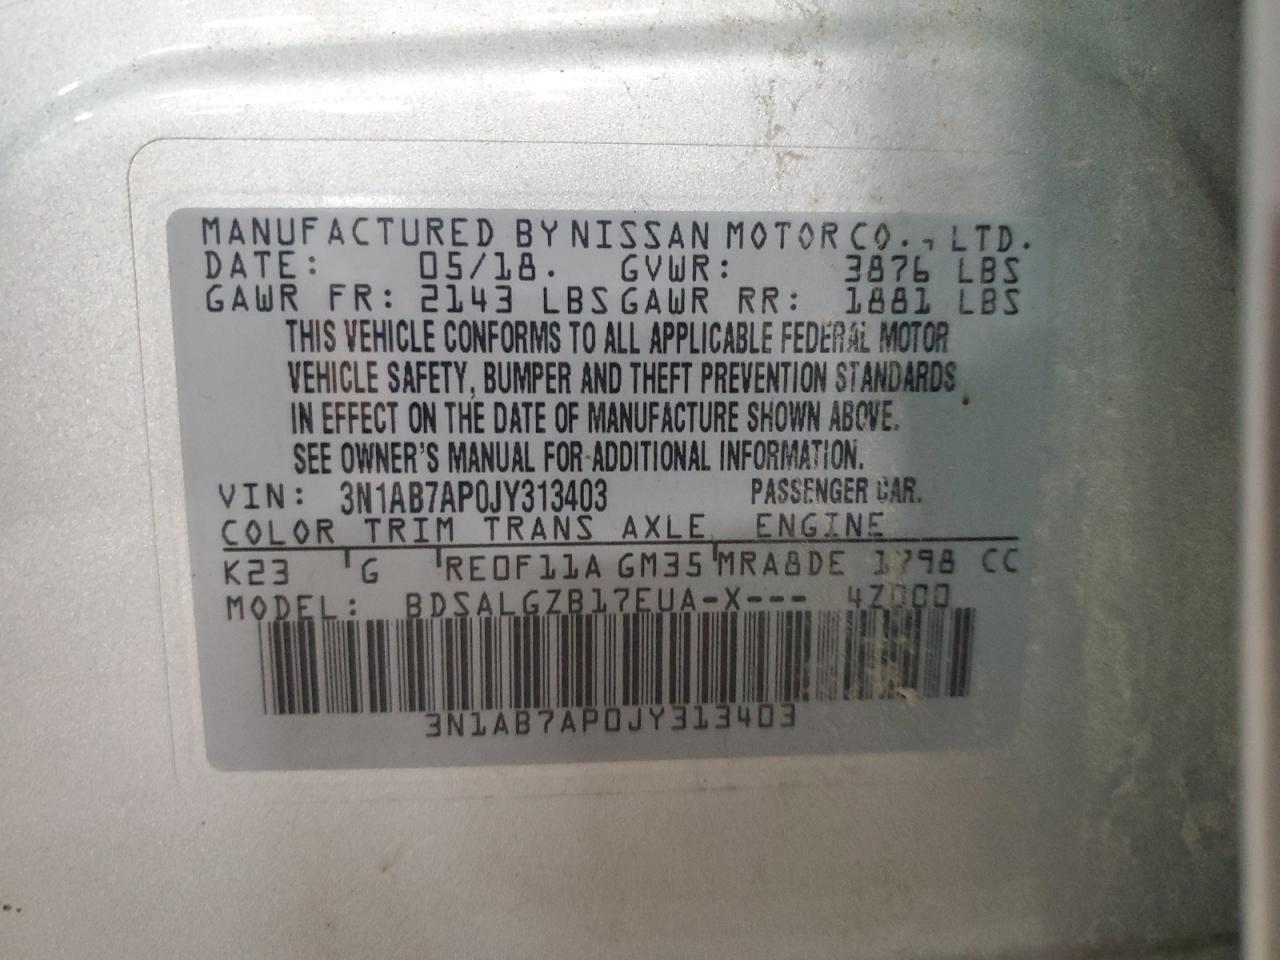 MANUFACTURED BY NISSAN MOTOR CO., LTD.
DATE: 05/18. GVWR: 3876 LBS
GAWR FR: 2143 LBS GAWR RR: 1881 LBS
THIS VEHICLE CONFORMS TO ALL APPLICABLE FEDERAL MOTOR
VEHICLE SAFETY, BUMPER AND THEFT PREVENTION STANDARDS
IN EFFECT ON THE DATE OF MANUFACTURE SHOWN ABOVE.
SEE OWNER'S MANUAL FOR ADDITIONAL INFORMATION.
VIN: 3N1AB7AP0JY313403 PASSENGER CAR.
COLOR TRIM TRANS AXLE ENGINE
K23 G RE0F11A GM35 MRA8DE 1798 CC
MODEL: BDSALGZB17EUA-X--- 4Z000
3N1AB7AP0JY313403